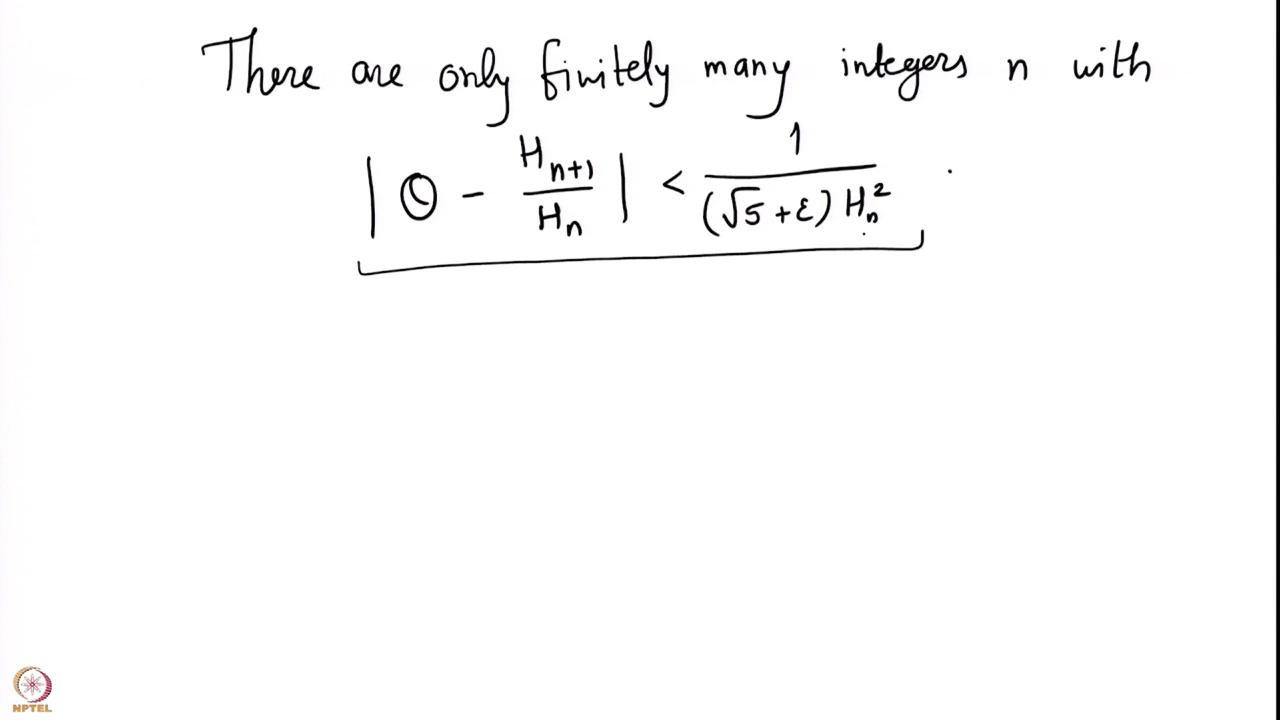 There are only finitely many integers n with
| Θ - H_{n+1}/H_n | < 1/((√5 + ε) H_n^2) .
NPTEL